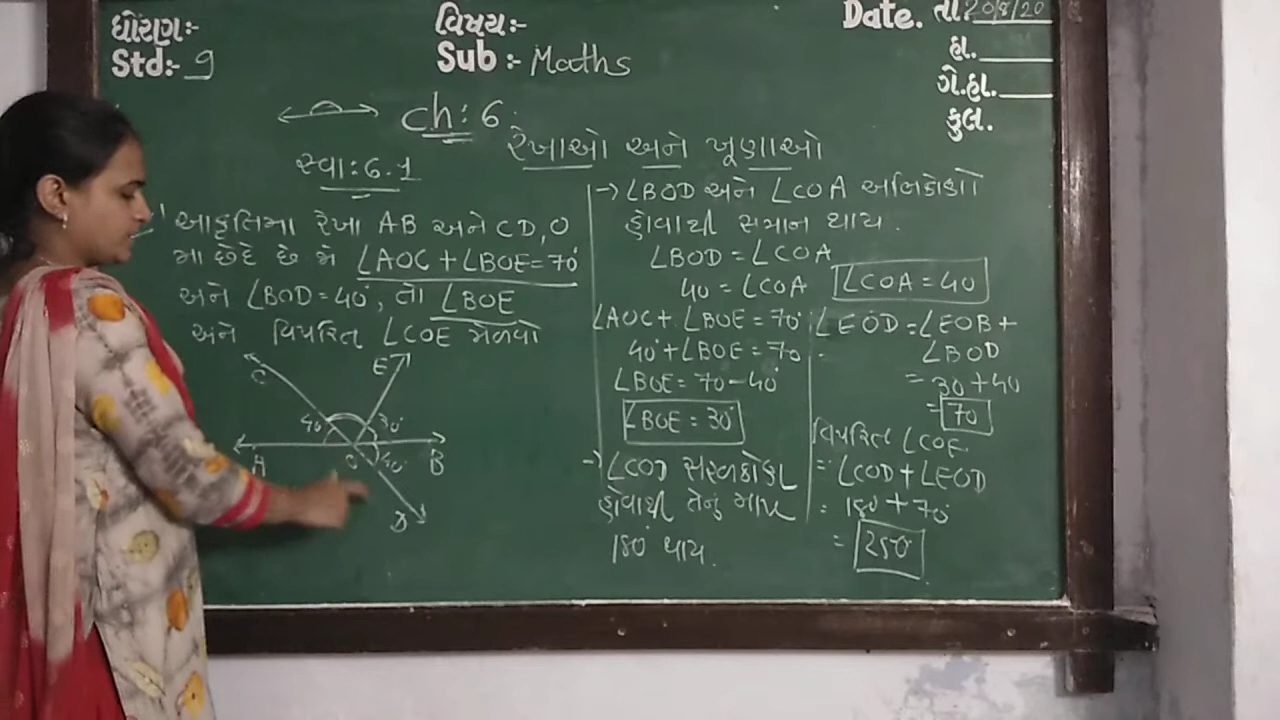 ધોરણ:-
Std:- 9
વિષય:-
Sub :- Maths
Date. તા. 20/8/20
હા.
ગે.હા.
કુલ.
ch: 6
રેખાઓ અને ખૂણાઓ
સ્વા: 6.1
આકૃતિમા રેખા AB અને CD, O
મા છેદે છે જો ∠AOC + ∠BOE = 70°
અને ∠BOD = 40°, તો ∠BOE
અને વિપરિત ∠COE મેળવો
C
E
40°
30°
A
O
40°
B
D
→ ∠BOD અને ∠COA અભિકોણો
હોવાથી સમાન થાય.
∠BOD = ∠COA
40 = ∠COA
∠COA = 40
∠AOC + ∠BOE = 70°
40° + ∠BOE = 70
∠BOE = 70 - 40°
∠BOE = 30°
→ ∠COD સરળકોણ
હોવાથી તેનું માપ
180° થાય.
∠EOD = ∠EOB +
∠BOD
= 30 + 40
= 70
વિપરિત ∠COE
= ∠COD + ∠EOD
= 180 + 70°
= 250°